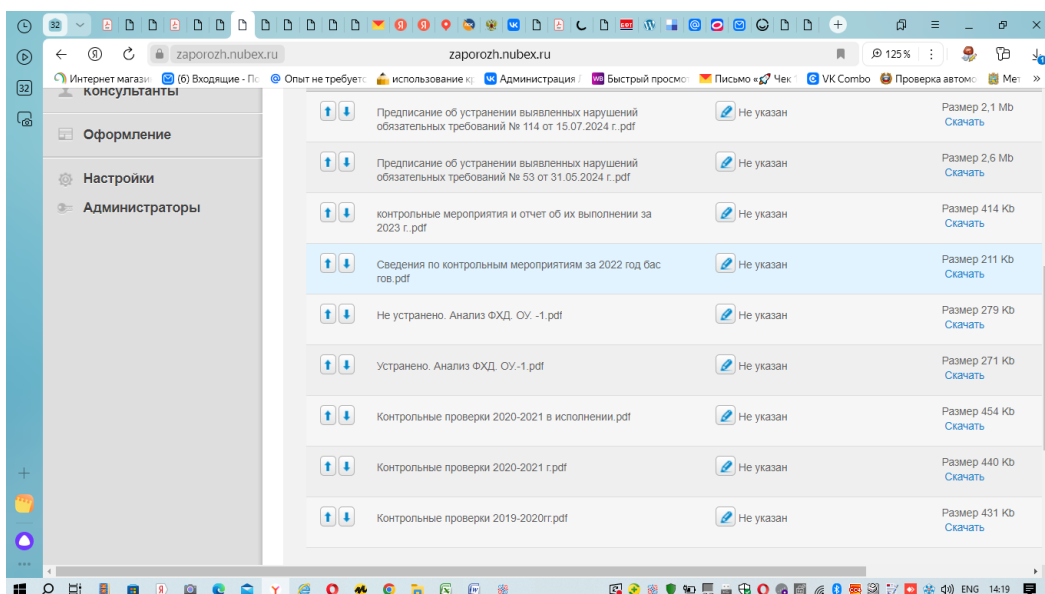 32
zaporozh.nubex.ru
zaporozh.nubex.ru
125 %
Интернет магази
(6) Входящие - По
Опыт не требуетс
использование кр
Администрация
Быстрый просмот
Письмо «
Чек
VK Combo
Проверка автомо
Мет
»
32
Консультанты
Оформление
Настройки
Администраторы
Предписание об устранении выявленных нарушений
обязательных требований № 114 от 15.07.2024 г..pdf
Не указан
Размер 2,1 Mb
Скачать
Предписание об устранении выявленных нарушений
обязательных требований № 53 от 31.05.2024 г..pdf
Не указан
Размер 2,6 Mb
Скачать
контрольные мероприятия и отчет об их выполнении за
2023 г..pdf
Не указан
Размер 414 Kb
Скачать
Сведения по контрольным мероприятиям за 2022 год бас
гов.pdf
Не указан
Размер 211 Kb
Скачать
Не устранено. Анализ ФХД. ОУ. -1.pdf
Не указан
Размер 279 Kb
Скачать
Устранено. Анализ ФХД. ОУ.-1.pdf
Не указан
Размер 271 Kb
Скачать
Контрольные проверки 2020-2021 в исполнении.pdf
Не указан
Размер 454 Kb
Скачать
Контрольные проверки 2020-2021 г.pdf
Не указан
Размер 440 Kb
Скачать
Контрольные проверки 2019-2020гг.pdf
Не указан
Размер 431 Kb
Скачать
ENG 14:19